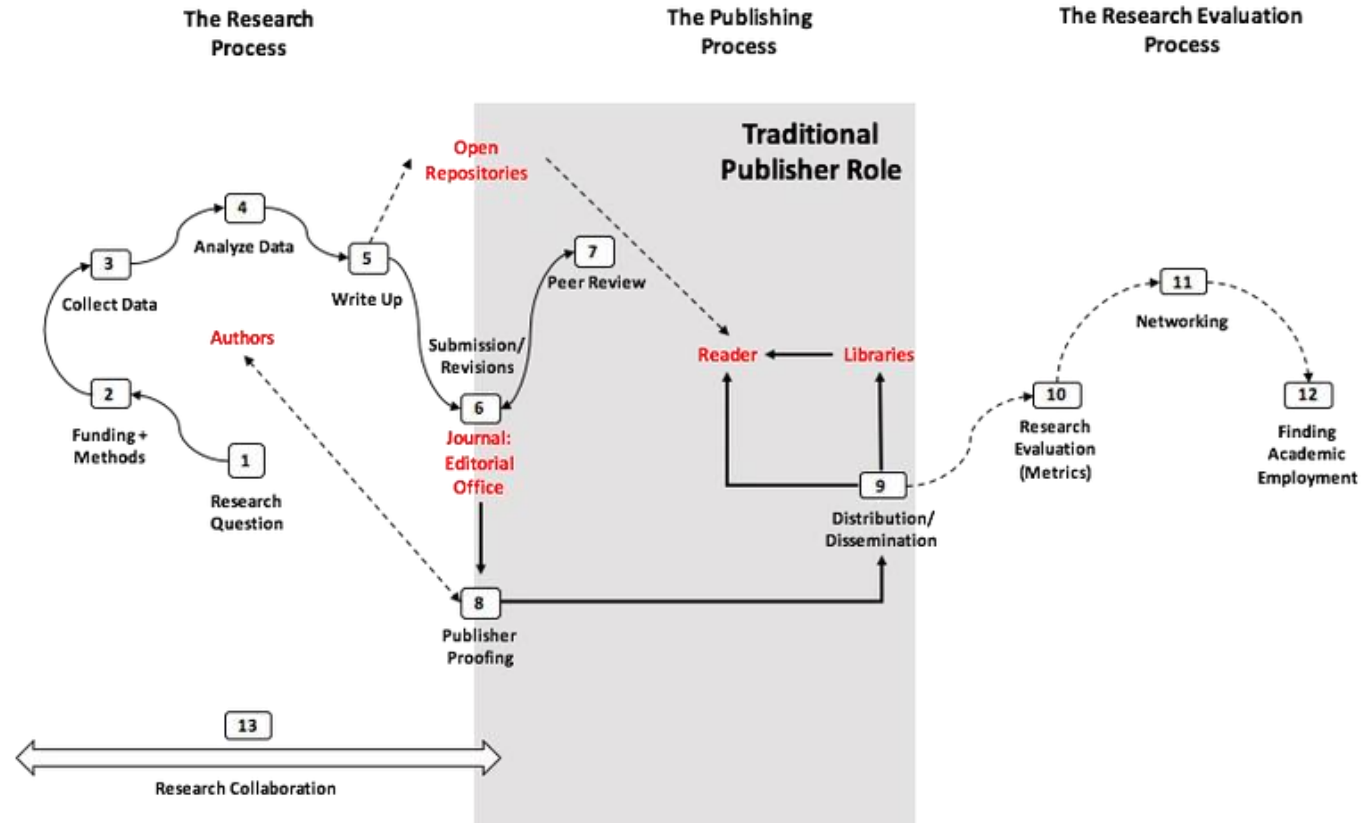 The Research
Process
The Publishing
Process
The Research Evaluation
Process
Traditional
Publisher Role
Open
Repositories
4
Analyze Data
3
Collect Data
5
Write Up
7
Peer Review
Authors
Submission/
Revisions
6
Journal:
Editorial
Office
2
Funding+
Methods
1
Research
Question
Reader
Libraries
9
Distribution/
Dissemination
8
Publisher
Proofing
10
Research
Evaluation
(Metrics)
11
Networking
12
Finding
Academic
Employment
13
Research Collaboration